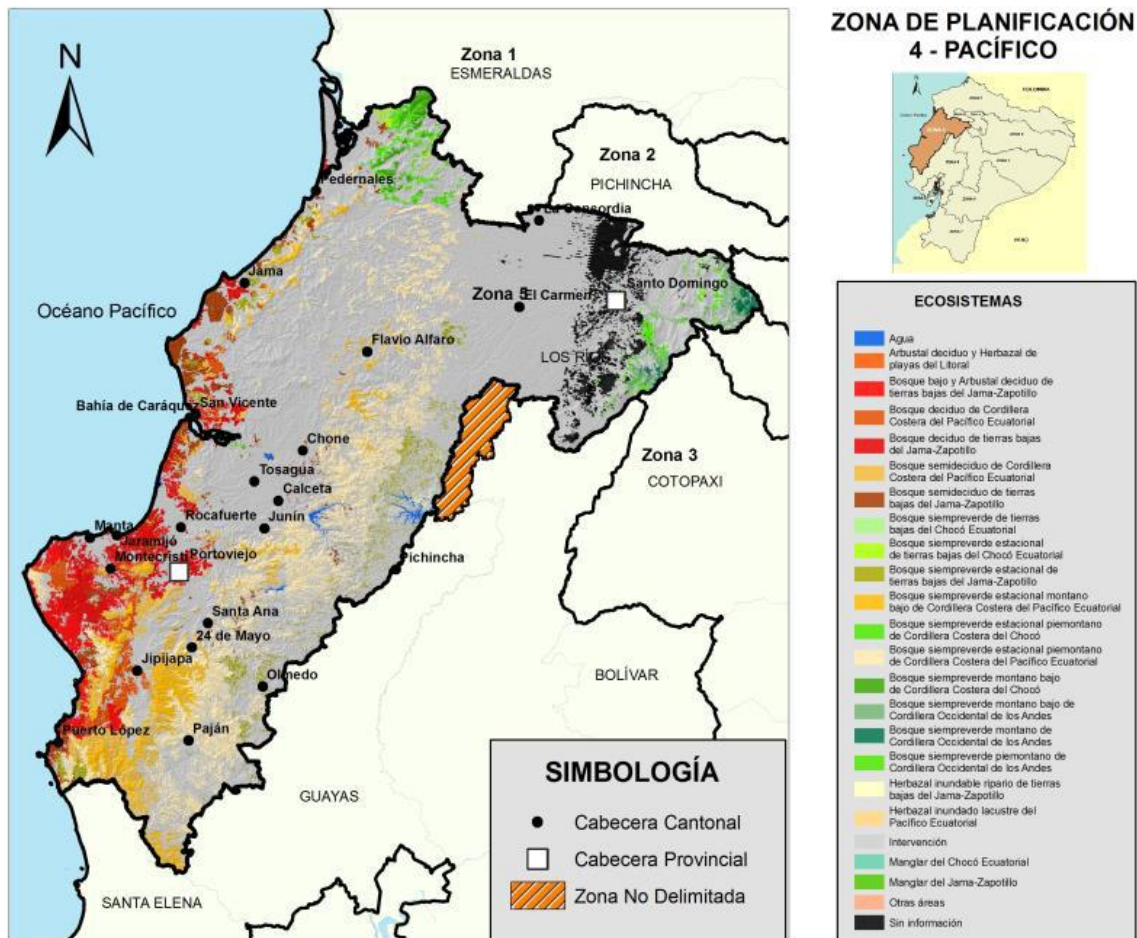 ZONA DE PLANIFICACIÓN
4 - PACÍFICO
N
N
Zona 1
ESMERALDAS
Zona 2
PICHINCHA
Pedernales
La Concordia
Jama
Zona 5
El Carmen
Santo Domingo
Océano Pacífico
Flavio Alfaro
LOS RÍOS
Bahía de Caráquez
San Vicente
Chone
Zona 3
COTOPAXI
Tosagua
Calceta
Rocafuerte
Junín
Manta
Jaramijó
Montecristi
Portoviejo
Pichincha
Santa Ana
24 de Mayo
Jipijapa
Olmedo
BOLÍVAR
Puerto López
Paján
GUAYAS
SANTA ELENA
SIMBOLOGÍA
Cabecera Cantonal
Cabecera Provincial
Zona No Delimitada
ECOSISTEMAS
Agua
Arbustal deciduo y Herbazal de
playas del Litoral
Bosque bajo y Arbustal deciduo de
tierras bajas del Jama-Zapotillo
Bosque deciduo de Cordillera
Costera del Pacífico Ecuatorial
Bosque deciduo de tierras bajas
del Jama-Zapotillo
Bosque semideciduo de Cordillera
Costera del Pacífico Ecuatorial
Bosque semideciduo de tierras
bajas del Jama-Zapotillo
Bosque siempreverde de tierras
bajas del Chocó Ecuatorial
Bosque siempreverde estacional
de tierras bajas del Chocó Ecuatorial
Bosque siempreverde estacional de
tierras bajas del Jama-Zapotillo
Bosque siempreverde estacional montano
bajo de Cordillera Costera del Pacífico Ecuatorial
Bosque siempreverde estacional piemontano
de Cordillera Costera del Chocó
Bosque siempreverde estacional piemontano
de Cordillera Costera del Pacífico Ecuatorial
Bosque siempreverde montano bajo
de Cordillera Costera del Chocó
Bosque siempreverde montano bajo de
Cordillera Occidental de los Andes
Bosque siempreverde montano de
Cordillera Occidental de los Andes
Bosque siempreverde piemontano de
Cordillera Occidental de los Andes
Herbazal inundable ripario de tierras
bajas del Jama-Zapotillo
Herbazal inundado lacustre del
Pacífico Ecuatorial
Intervención
Manglar del Chocó Ecuatorial
Manglar del Jama-Zapotillo
Otras áreas
Sin información